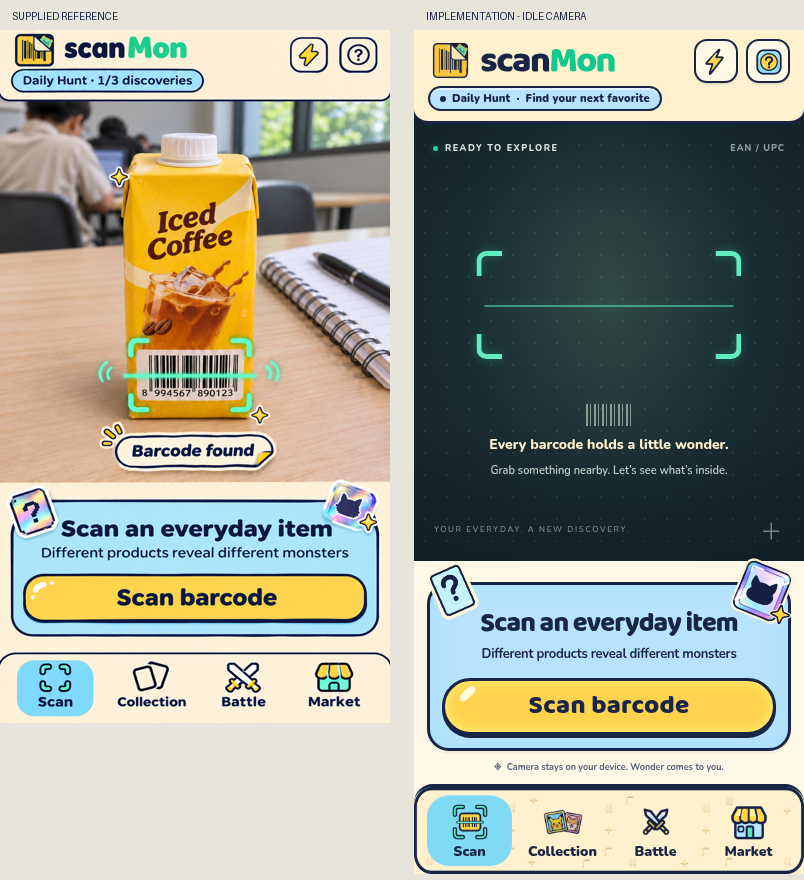 SUPPLIED REFERENCE
scanMon
Daily Hunt · 1/3 discoveries
?
Iced
Coffee
8 994567 890123
Barcode found
?
Scan an everyday item
Different products reveal different monsters
Scan barcode
Scan
Collection
Battle
Market
IMPLEMENTATION - IDLE CAMERA
scanMon
?
Daily Hunt · Find your next favorite
READY TO EXPLORE
EAN / UPC
Every barcode holds a little wonder.
Grab something nearby. Let's see what's inside.
YOUR EVERYDAY. A NEW DISCOVERY.
?
Scan an everyday item
Different products reveal different monsters
Scan barcode
Camera stays on your device. Wonder comes to you.
Scan
Collection
Battle
Market